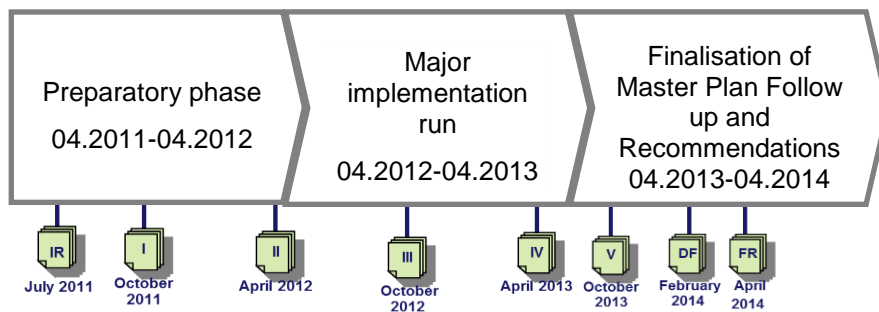 Preparatory phase
04.2011-04.2012
Major
implementation
run
04.2012-04.2013
Finalisation of
Master Plan Follow
up and
Recommendations
04.2013-04.2014
IR
July 2011
I
October
2011
II
April 2012
III
October
2012
IV
April 2013
V
October
2013
DF
February
2014
FR
April
2014